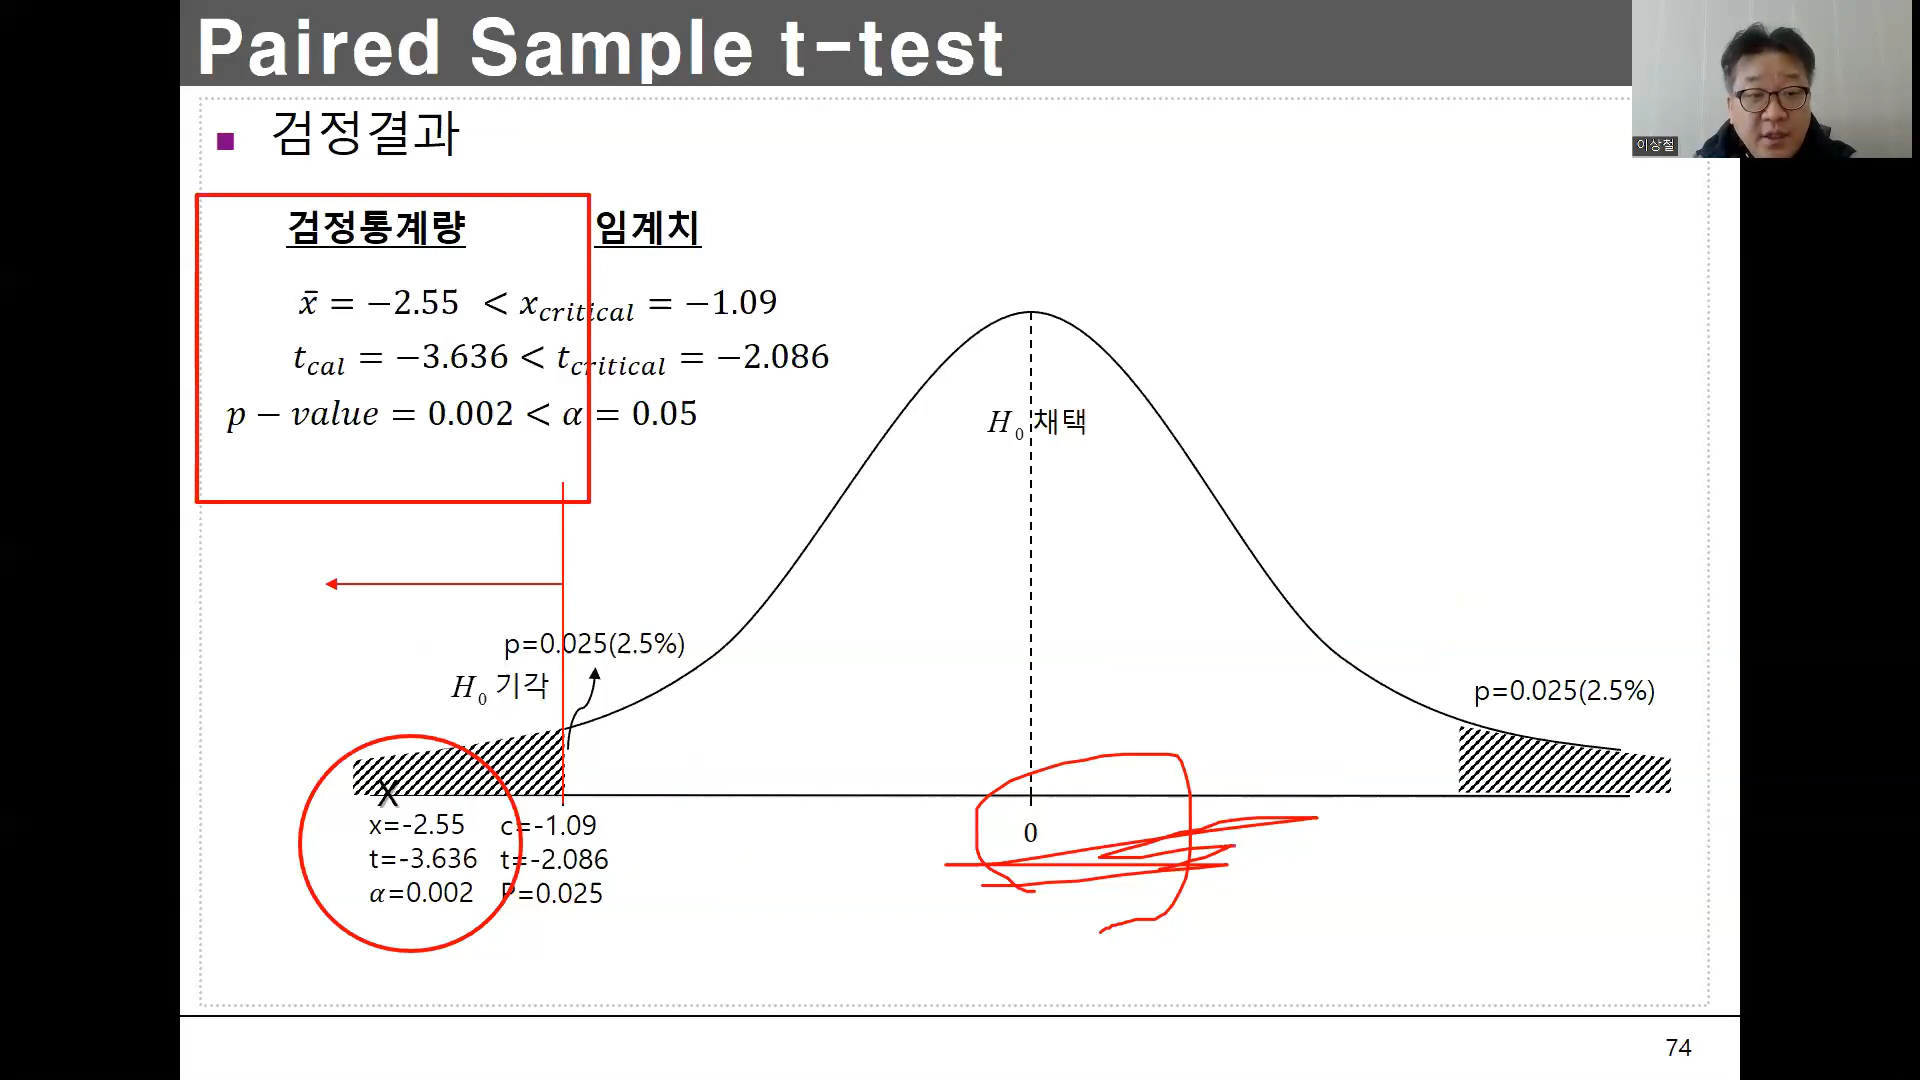 Paired Sample t-test
이상철
■ 검정결과
검정통계량 임계치
x̄ = −2.55 < x_critical = −1.09
t_cal = −3.636 < t_critical = −2.086
p − value = 0.002 < α = 0.05
H₀ 채택
p=0.025(2.5%)
H₀ 기각
p=0.025(2.5%)
X
x=-2.55 c=-1.09
t=-3.636 t=-2.086
α=0.002 P=0.025
0
74